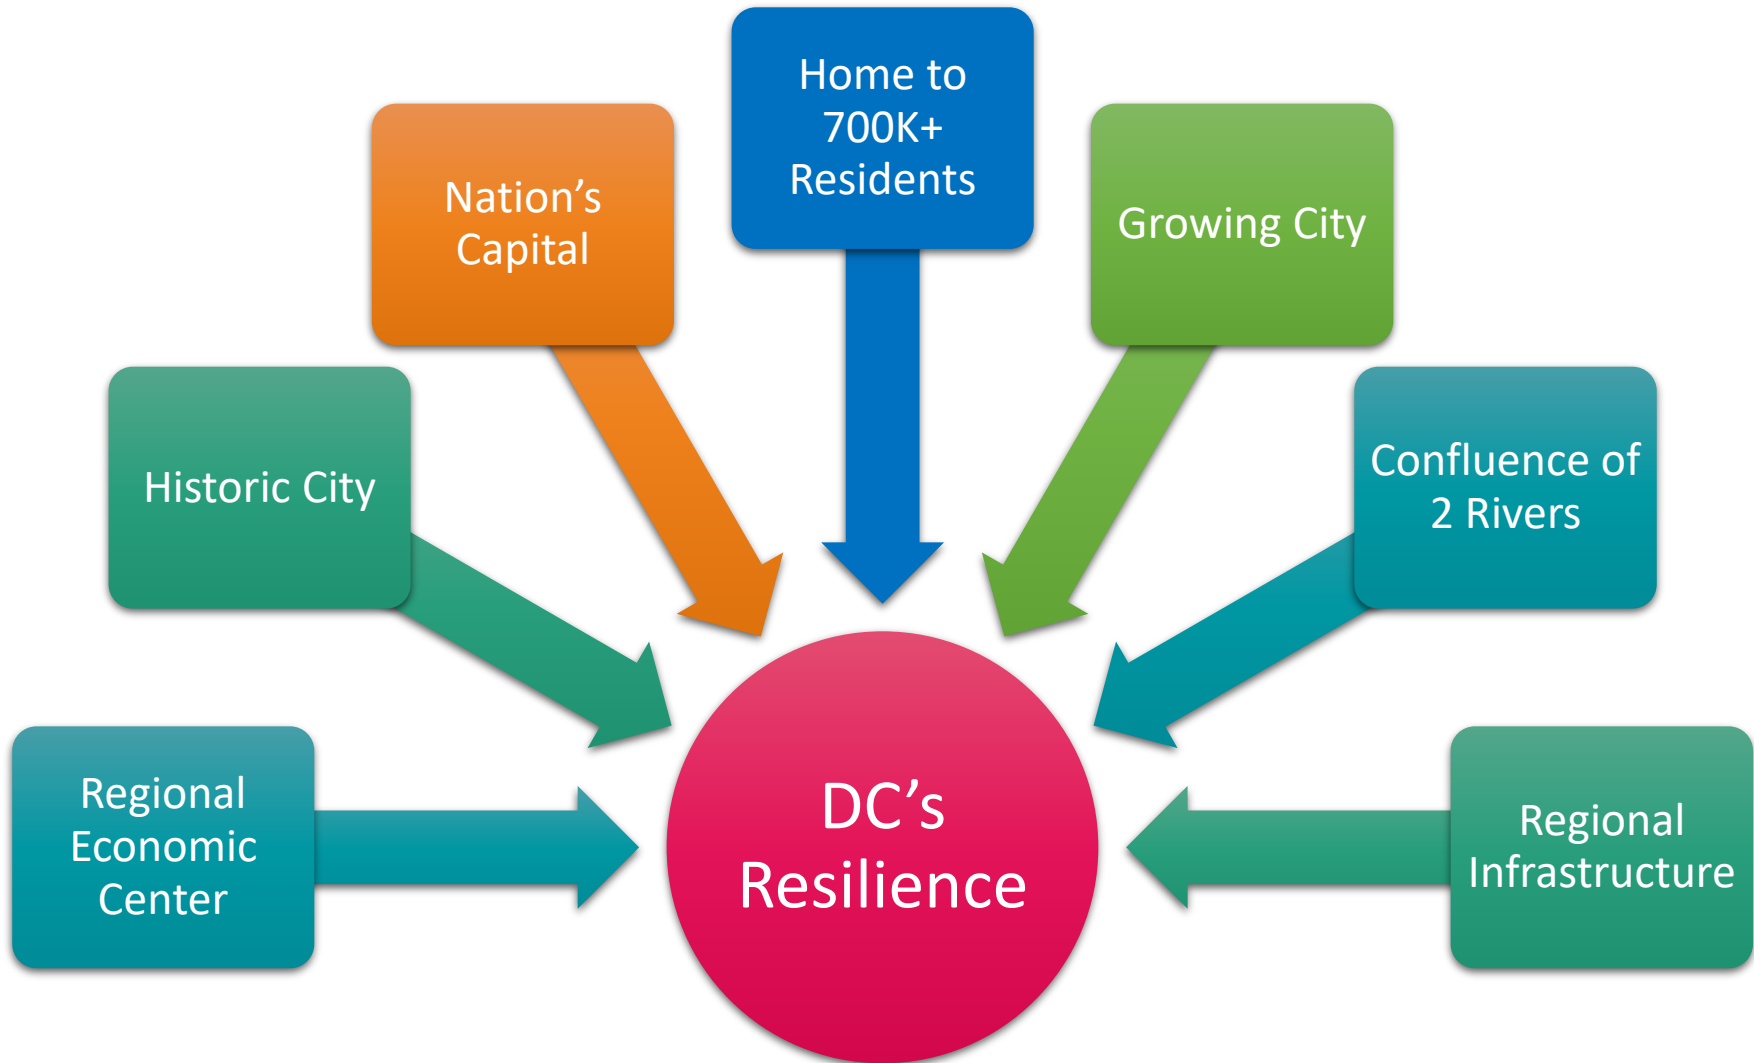 Home to
700K+
Residents
Nation’s
Capital
Growing City
Historic City
Confluence of
2 Rivers
Regional
Economic
Center
DC’s
Resilience
Regional
Infrastructure